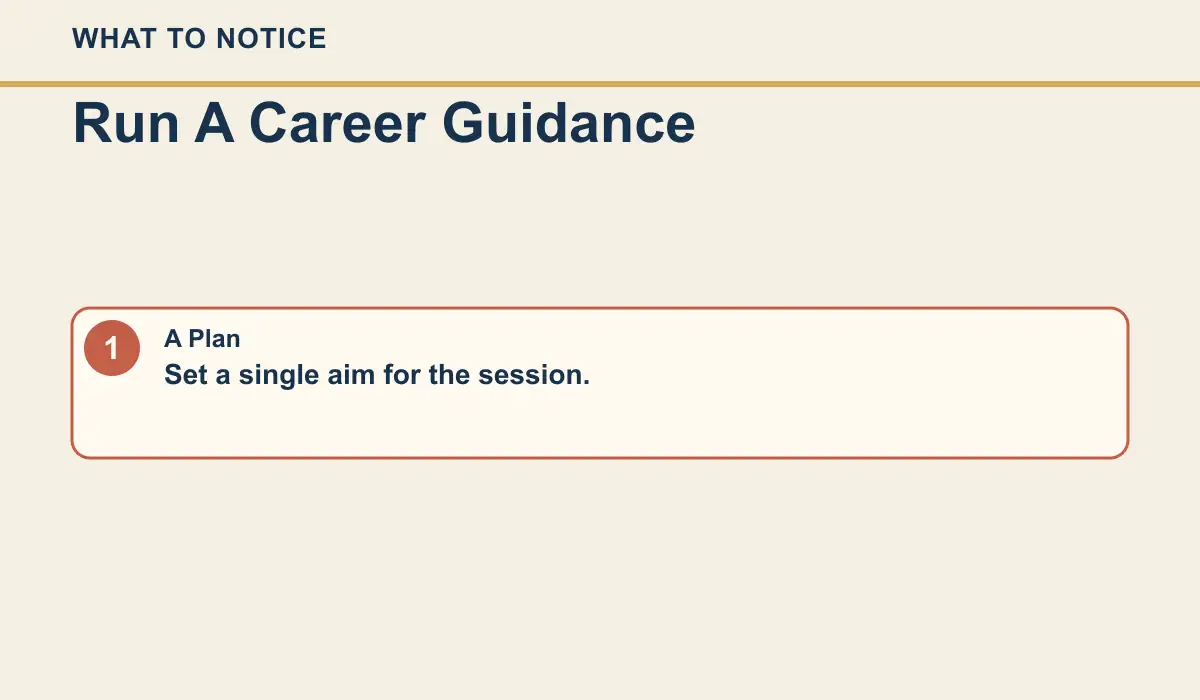 WHAT TO NOTICE
Run A Career Guidance
1
A Plan
Set a single aim for the session.